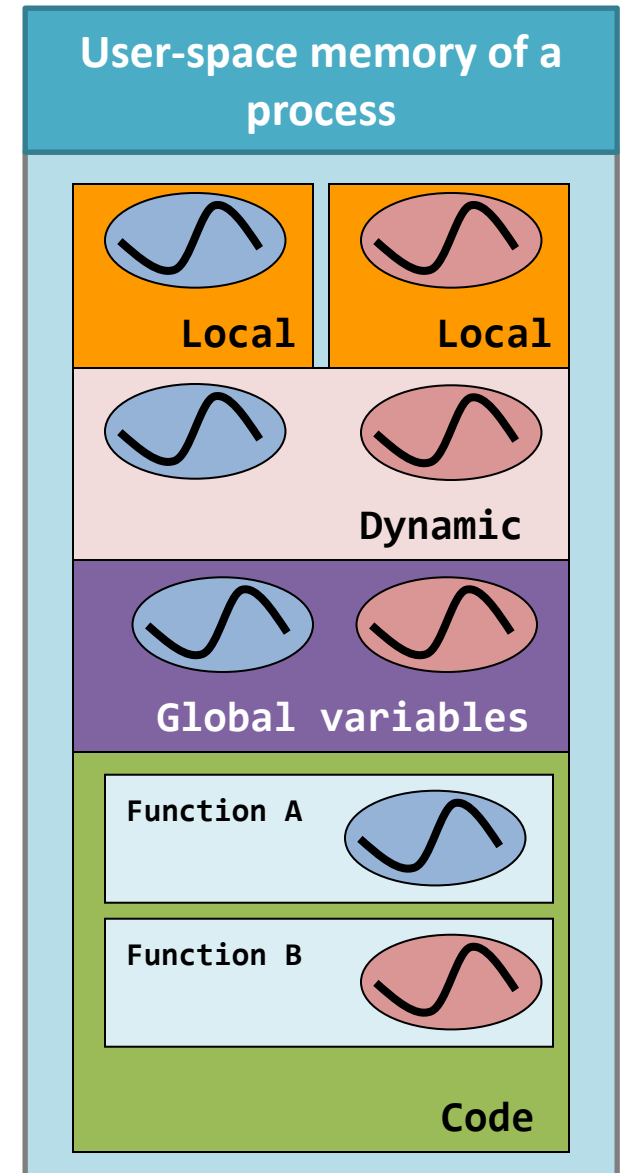 User-space memory of a
process
Local
Local
Dynamic
Global variables
Function A
Function B
Code